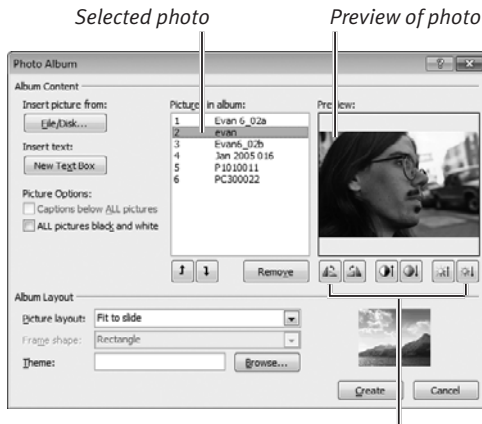 Selected photo
Preview of photo
Photo Album
Album Content
Insert picture from:
File/Disk...
Insert text:
New Text Box
Picture Options:
Captions below ALL pictures
ALL pictures black and white
Pictures in album:
1 Evan 6_02a
2 evan
3 Evan6_02b
4 Jan 2005 016
5 P1010011
6 PC300022
Remove
Preview:
Album Layout
Picture layout: Fit to slide
Frame shape: Rectangle
Theme:
Browse...
Create
Cancel